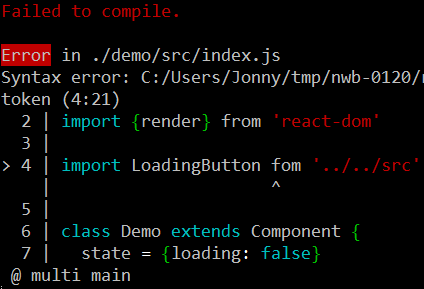 Failed to compile.
Error in ./demo/src/index.js
Syntax error: C:/Users/Jonny/tmp/nwb-0120/
token (4:21)
2 | import {render} from 'react-dom'
3 |
> 4 | import LoadingButton fom '../../src'
| ^
5 |
6 | class Demo extends Component {
7 | state = {loading: false}
@ multi main